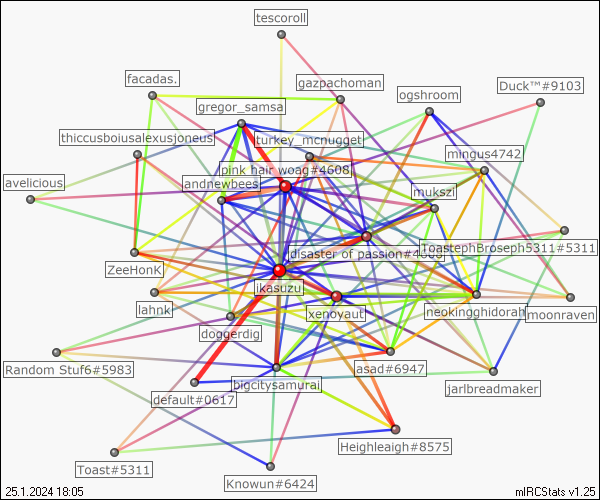 tescoroll
facadas.
gazpachoman
Duck™#9103
ogshroom
gregor_samsa
thiccusboiusalexusjoneus
turkey_mcnugget
mingus4742
pink hair woag#4608
avelicious
andnewbees
mukszi
ToastephBroseph5311#5311
disaster of passion#4608
ZeeHonK
ikasuzu
lahnk
xenovaut
neokingghidorah
moonraven
doggerdig
Random Stuf6#5983
asad#6947
bigcitysamurai
default#0617
jarlbreadmaker
Heighleaigh#8575
Toast#5311
Knowun#6424
25.1.2024 18:05
mIRCStats v1.25